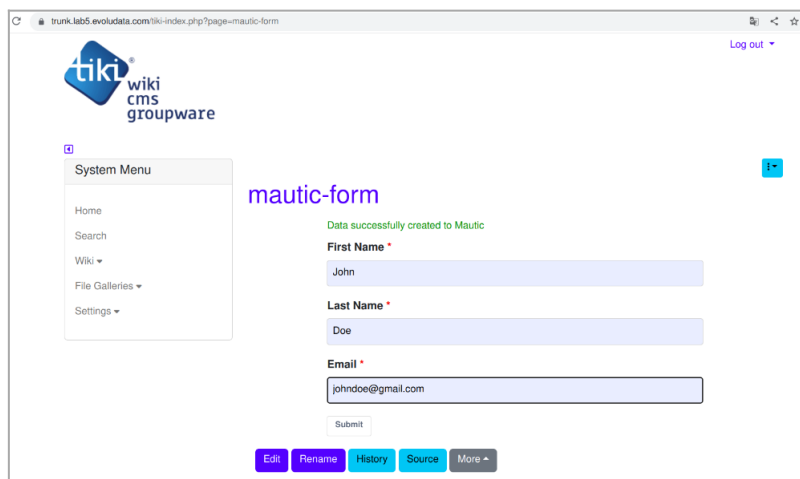 trunk.lab5.evoludata.com/tiki-index.php?page=mautic-form
Log out
tiki®
wiki
cms
groupware
System Menu
Home
Search
Wiki
File Galleries
Settings
mautic-form
Data successfully created to Mautic
First Name *
John
Last Name *
Doe
Email *
johndoe@gmail.com
Submit
Edit Rename History Source More